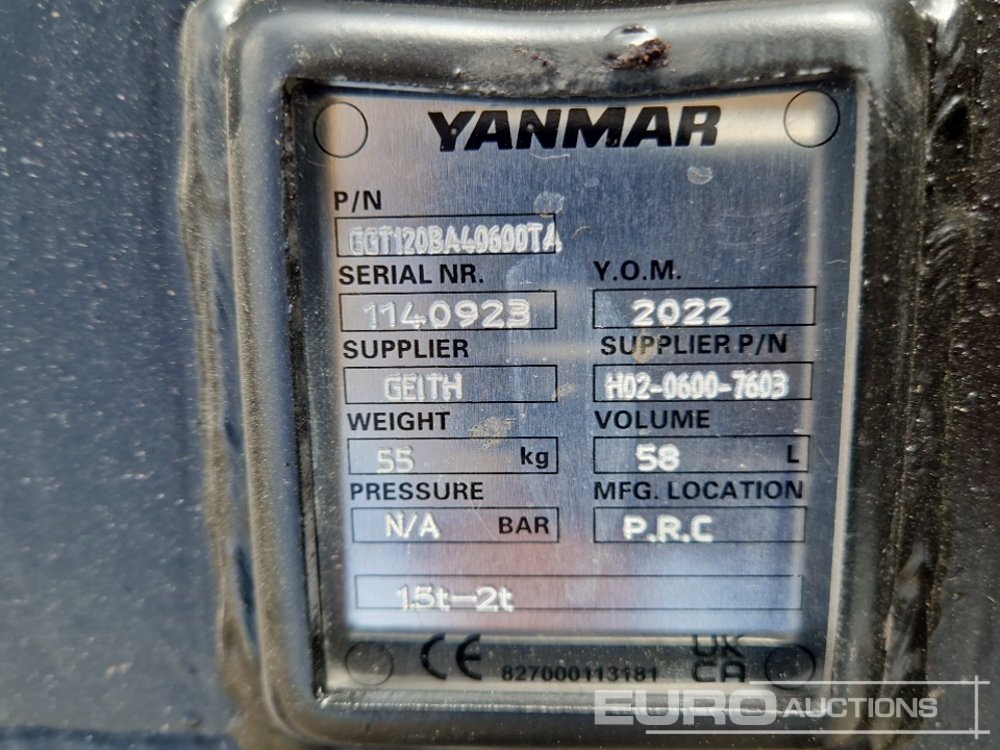 YANMAR
P/N
GGT120BA40600TA
SERIAL NR. Y.O.M.
1140923 2022
SUPPLIER SUPPLIER P/N
GEITH H02-0600-7603
WEIGHT VOLUME
55 kg 58 L
PRESSURE MFG. LOCATION
N/A BAR P.R.C
1.5t-2t
CE 827000113181 UK CA
EURO AUCTIONS